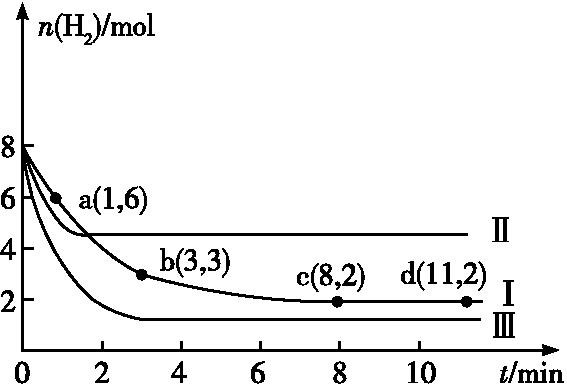 n(H₂)/mol
8
6
4
2
a(1,6)
b(3,3)
c(8,2)
d(11,2)
Ⅱ
Ⅰ
Ⅲ
0 2 4 6 8 10 t/min